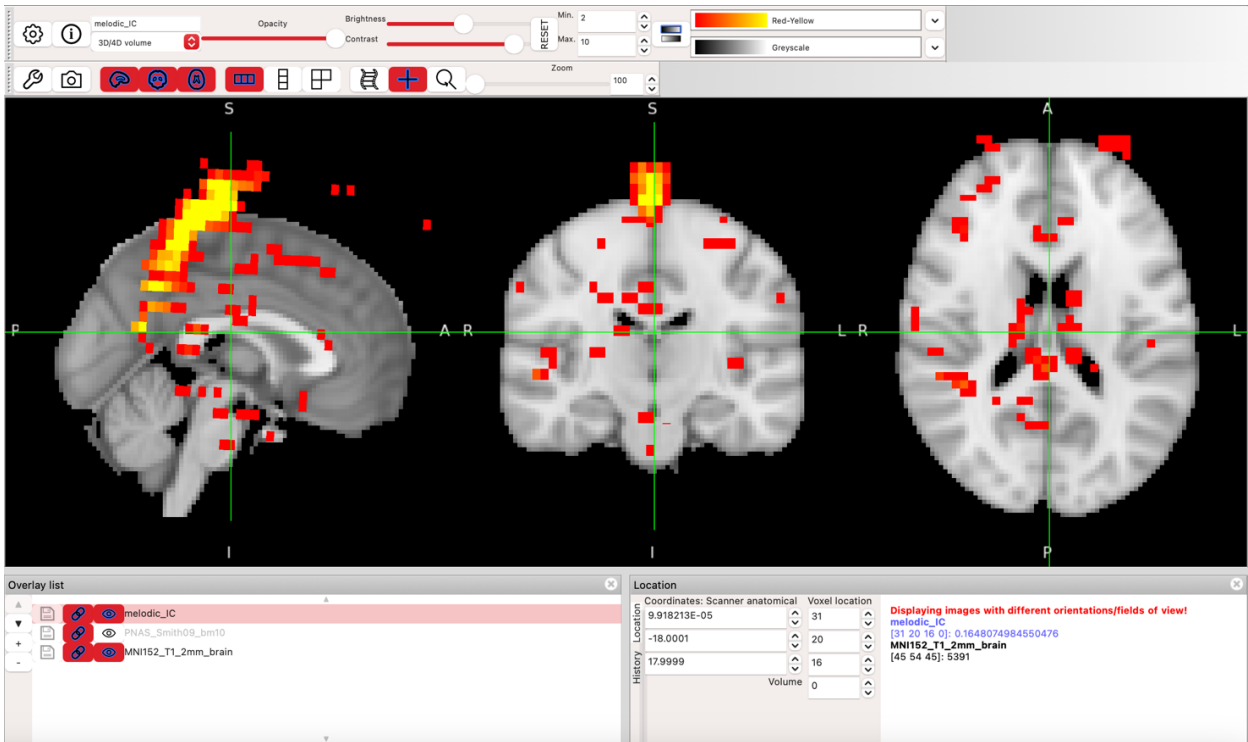 melodic_IC
3D/4D volume
Opacity
Brightness
Contrast
RESET
Min. 2
Max. 10
Red-Yellow
Greyscale
Zoom
100
S
S
A
P
A
R
L
R
L
I
I
P
Overlay list
melodic_IC
PNAS_Smith09_bm10
MNI152_T1_2mm_brain
Location
Location
History
Coordinates: Scanner anatomical
Voxel location
9.918213E-05
31
-18.0001
20
17.9999
16
Volume
0
Displaying images with different orientations/fields of view!
melodic_IC
[31 20 16 0]: 0.1648074984550476
MNI152_T1_2mm_brain
[45 54 45]: 5391